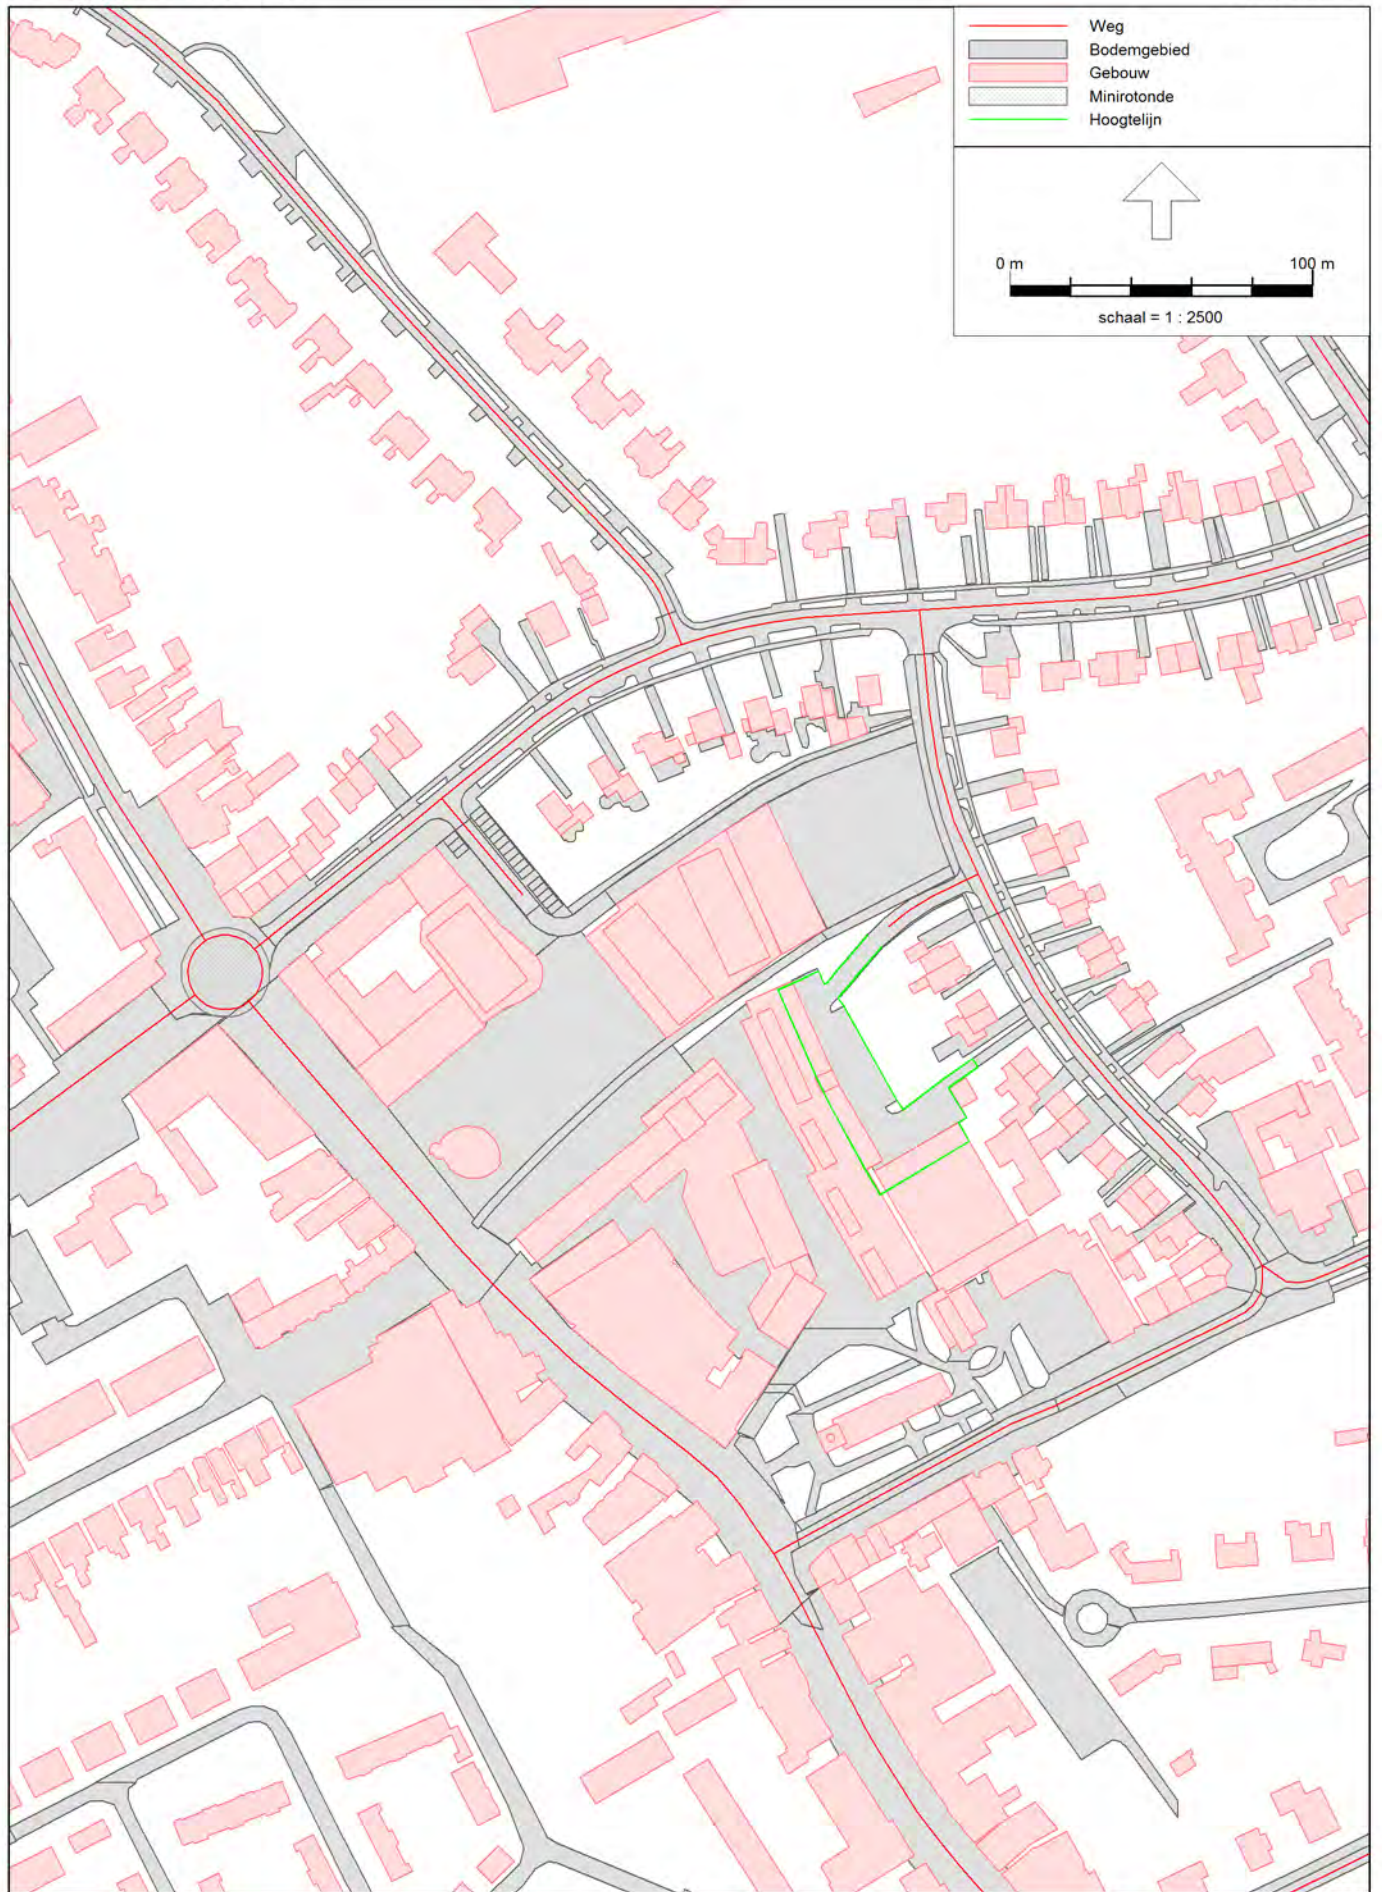 Weg
Bodemgebied
Gebouw
Minirotonde
Hoogtelijn
0 m 100 m
schaal = 1 : 2500